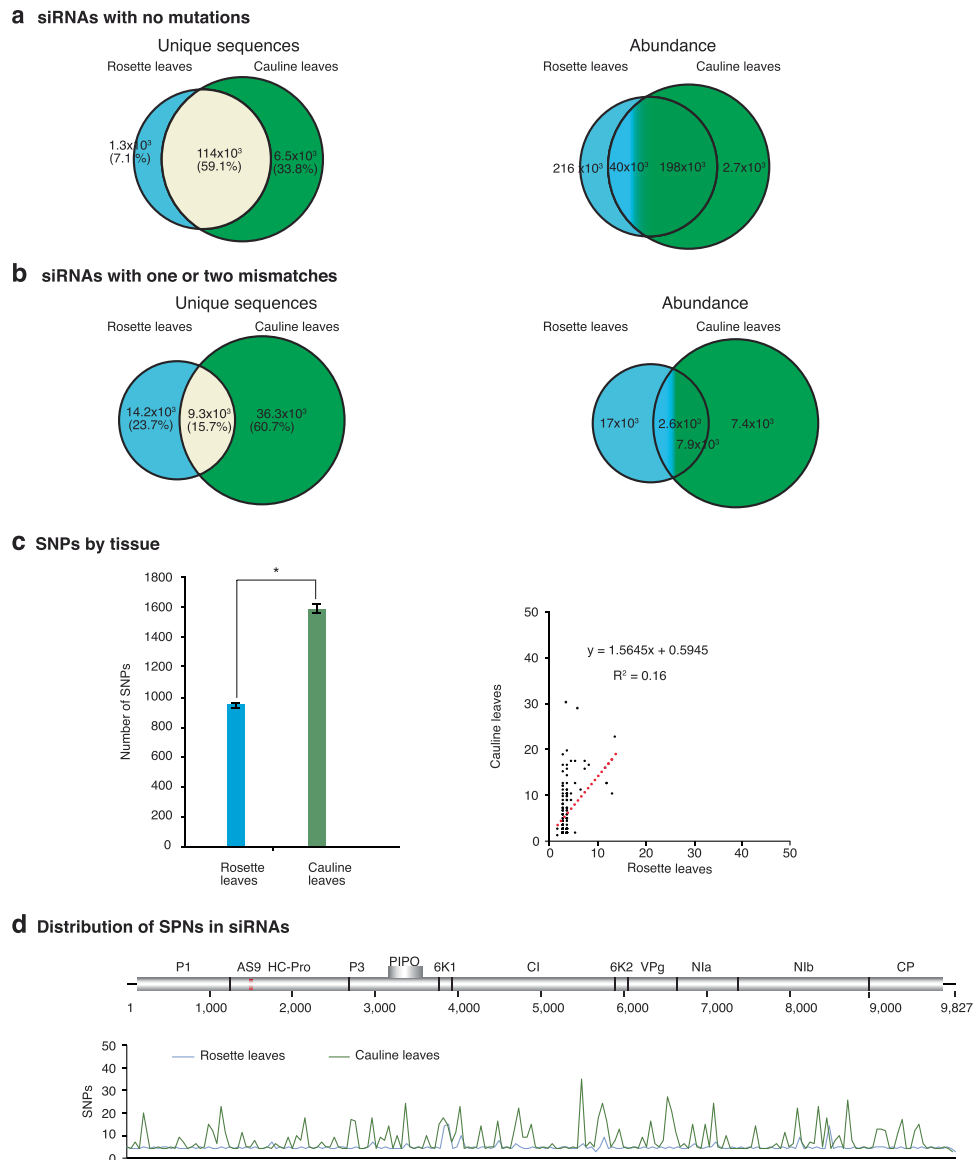 a siRNAs with no mutations
Unique sequences
Rosette leaves
Cauline leaves
1.3x10³
(7.1%)
114x10³
(59.1%)
6.5x10³
(33.8%)
Abundance
Rosette leaves
Cauline leaves
216 x10³
40x10³
198x10³
2.7x10³
b siRNAs with one or two mismatches
Unique sequences
Rosette leaves
Cauline leaves
14.2x10³
(23.7%)
9.3x10³
(15.7%)
36.3x10³
(60.7%)
Abundance
Rosette leaves
Cauline leaves
17x10³
2.6x10³
7.9x10³
7.4x10³
c SNPs by tissue
Number of SNPs
1800
1600
1400
1200
1000
800
600
400
200
0
*
Rosette
leaves
Cauline
leaves
Cauline leaves
50
40
30
20
10
0
y = 1.5645x + 0.5945
R² = 0.16
0 10 20 30 40 50
Rosette leaves
d Distribution of SPNs in siRNAs
P1 AS9 HC-Pro P3 PIPO 6K1 CI 6K2 VPg NIa NIb CP
1 1,000 2,000 3,000 4,000 5,000 6,000 7,000 8,000 9,000 9,827
SNPs
50
40
30
20
10
0
Rosette leaves
Cauline leaves